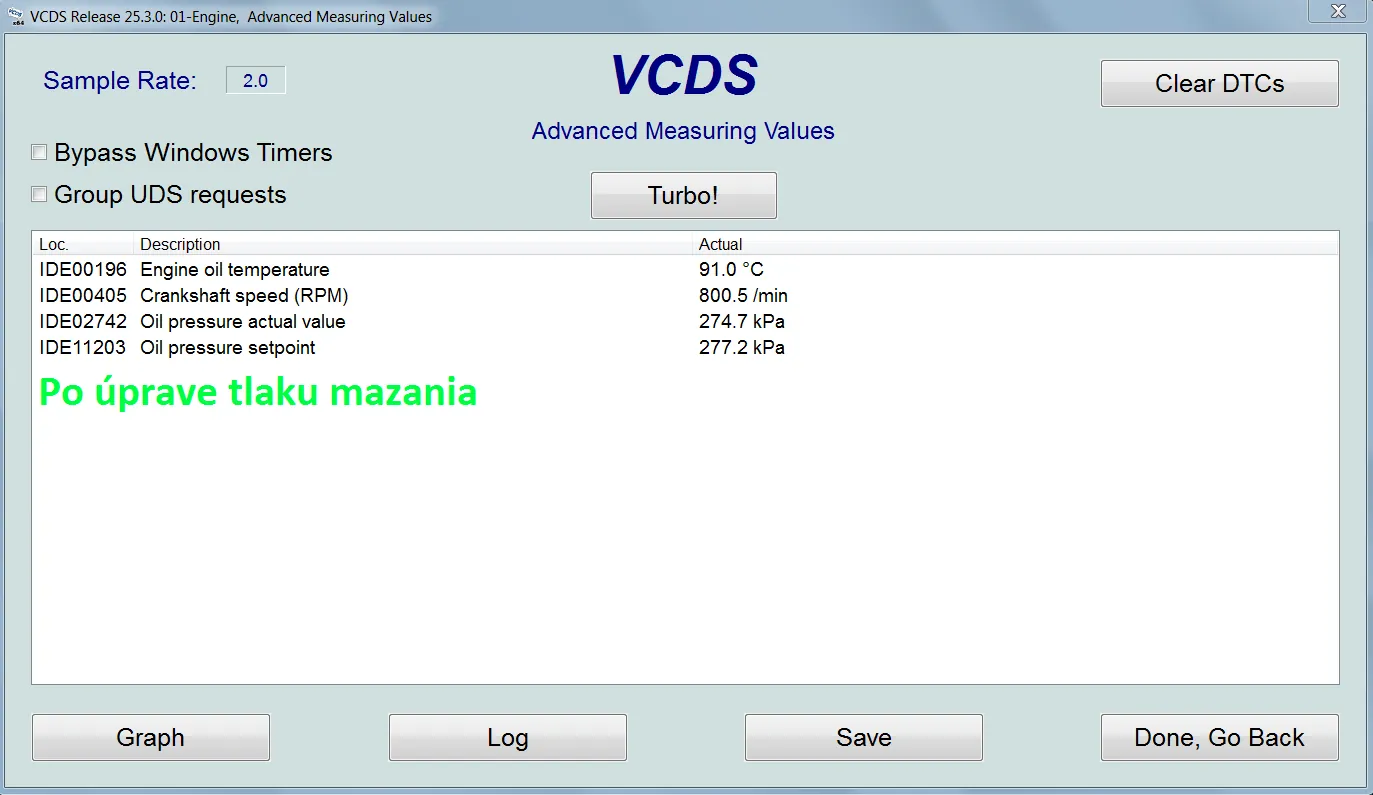 VCDS Release 25.3.0: 01-Engine,  Advanced Measuring Values
Sample Rate: 2.0
VCDS
Clear DTCs
Advanced Measuring Values
Bypass Windows Timers
Group UDS requests
Turbo!
Loc. Description Actual
IDE00196 Engine oil temperature 91.0 °C
IDE00405 Crankshaft speed (RPM) 800.5 /min
IDE02742 Oil pressure actual value 274.7 kPa
IDE11203 Oil pressure setpoint 277.2 kPa
Po úprave tlaku mazania
Graph Log Save Done, Go Back